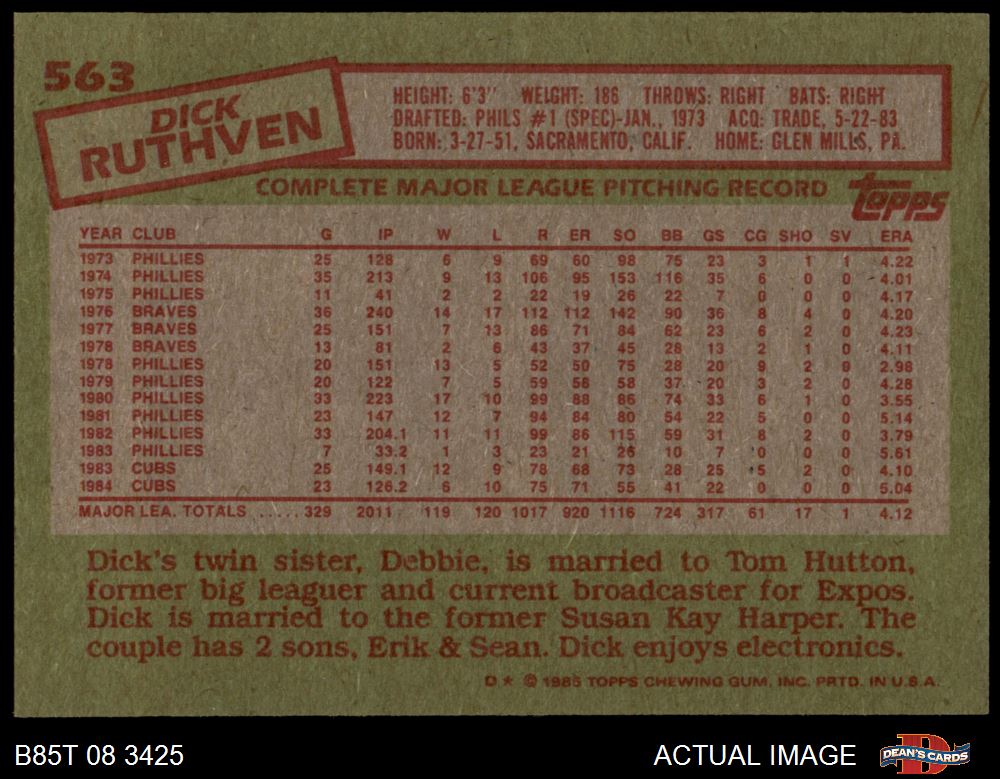 563
DICK
RUTHVEN
HEIGHT: 6'3" WEIGHT: 186 THROWS: RIGHT BATS: RIGHT
DRAFTED: PHILS #1 (SPEC)-JAN., 1973 ACQ: TRADE, 5-22-83
BORN: 3-27-51, SACRAMENTO, CALIF. HOME: GLEN MILLS, PA.
COMPLETE MAJOR LEAGUE PITCHING RECORD
topps
YEAR CLUB G IP W L R ER SO BB GS CG SHO SV ERA
1973 PHILLIES 25 128 6 9 69 60 98 75 23 3 1 1 4.22
1974 PHILLIES 35 213 9 13 106 95 153 116 35 6 0 0 4.01
1975 PHILLIES 11 41 2 2 22 19 26 22 7 0 0 0 4.17
1976 BRAVES 36 240 14 17 112 112 142 90 36 8 4 0 4.20
1977 BRAVES 25 151 7 13 86 71 84 62 23 6 2 0 4.23
1978 BRAVES 13 81 2 6 43 37 45 28 13 2 1 0 4.11
1978 PHILLIES 20 151 13 5 52 50 75 28 20 9 2 0 2.98
1979 PHILLIES 20 122 7 5 59 58 58 37 20 3 2 0 4.28
1980 PHILLIES 33 223 17 10 99 88 86 74 33 6 1 0 3.55
1981 PHILLIES 23 147 12 7 94 84 80 54 22 5 0 0 5.14
1982 PHILLIES 33 204.1 11 11 99 86 115 59 31 8 2 0 3.79
1983 PHILLIES 7 33.2 1 3 23 21 26 10 7 0 0 0 5.61
1983 CUBS 25 149.1 12 9 78 68 73 28 25 5 2 0 4.10
1984 CUBS 23 126.2 6 10 75 71 55 41 22 0 0 0 5.04
MAJOR LEA. TOTALS ..... 329 2011 119 120 1017 920 1116 724 317 61 17 1 4.12
Dick's twin sister, Debbie, is married to Tom Hutton,
former big leaguer and current broadcaster for Expos.
Dick is married to the former Susan Kay Harper. The
couple has 2 sons, Erik & Sean. Dick enjoys electronics.
D * © 1985 TOPPS CHEWING GUM, INC. PRTD. IN U.S.A.
B85T 08 3425
ACTUAL IMAGE
DEAN'S CARDS